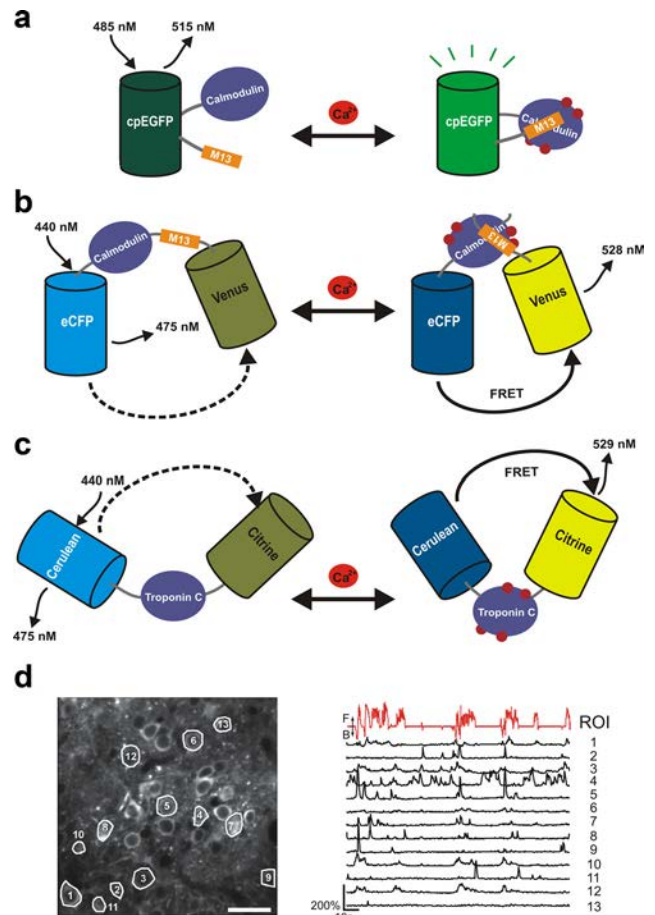 a
485 nM
515 nM
cpEGFP
Calmodulin
M13
Ca2+
cpEGFP
Calmodulin
M13
b
440 nM
Calmodulin
M13
eCFP
475 nM
Venus
Ca2+
Calmodulin
M13
eCFP
Venus
528 nM
FRET
c
440 nM
Cerulean
475 nM
Citrine
Troponin C
Ca2+
FRET
529 nM
Cerulean
Citrine
Troponin C
d
13
6
12
5
4
7
8
10
3
9
1
2
11
F
B
ROI
1
2
3
4
5
6
7
8
9
10
11
12
13
200%